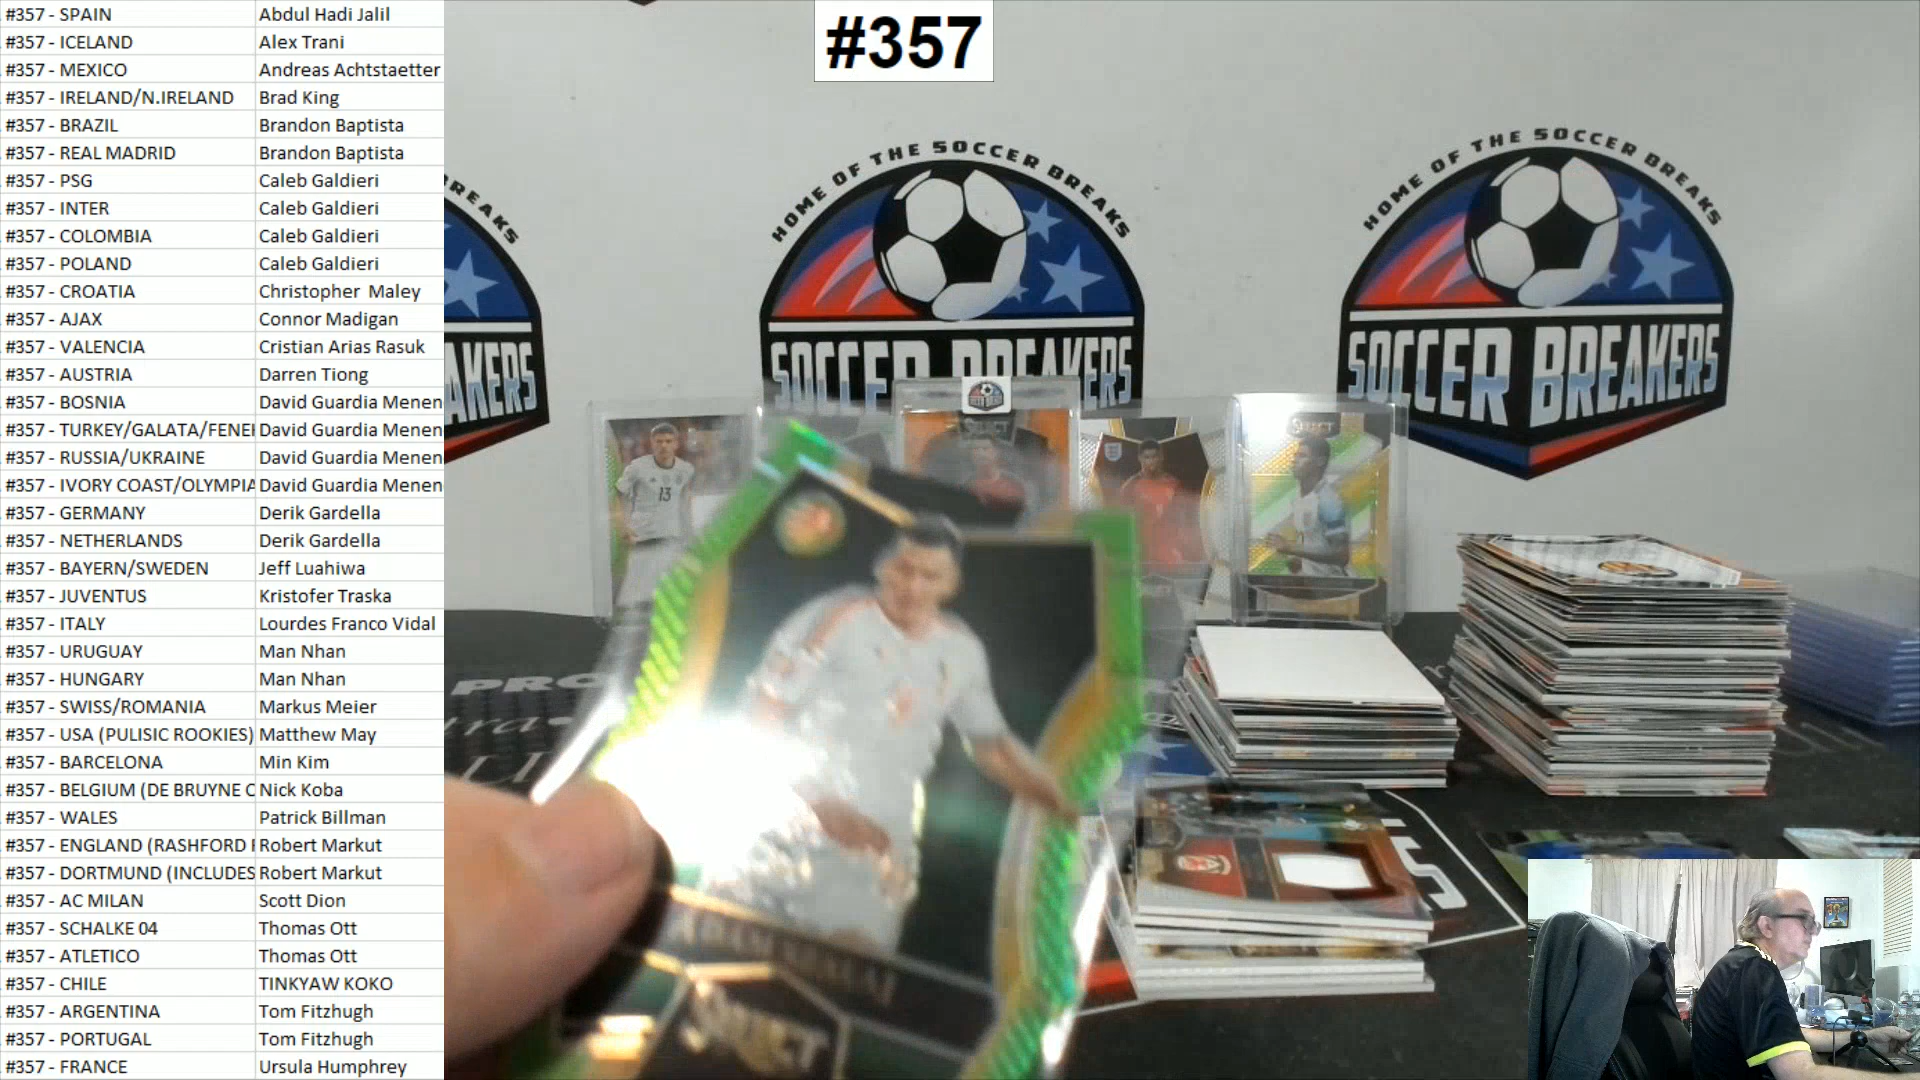 #357 - SPAIN Abdul Hadi Jalil
#357 - ICELAND Alex Trani
#357 - MEXICO Andreas Achtstaetter
#357 - IRELAND/N.IRELAND Brad King
#357 - BRAZIL Brandon Baptista
#357 - REAL MADRID Brandon Baptista
#357 - PSG Caleb Galdieri
#357 - INTER Caleb Galdieri
#357 - COLOMBIA Caleb Galdieri
#357 - POLAND Caleb Galdieri
#357 - CROATIA Christopher Maley
#357 - AJAX Connor Madigan
#357 - VALENCIA Cristian Arias Rasuk
#357 - AUSTRIA Darren Tiong
#357 - BOSNIA David Guardia Menen
#357 - TURKEY/GALATA/FENE David Guardia Menen
#357 - RUSSIA/UKRAINE David Guardia Menen
#357 - IVORY COAST/OLYMPIA David Guardia Menen
#357 - GERMANY Derik Gardella
#357 - NETHERLANDS Derik Gardella
#357 - BAYERN/SWEDEN Jeff Luahiwa
#357 - JUVENTUS Kristofer Traska
#357 - ITALY Lourdes Franco Vidal
#357 - URUGUAY Man Nhan
#357 - HUNGARY Man Nhan
#357 - SWISS/ROMANIA Markus Meier
#357 - USA (PULISIC ROOKIES) Matthew May
#357 - BARCELONA Min Kim
#357 - BELGIUM (DE BRUYNE C Nick Koba
#357 - WALES Patrick Billman
#357 - ENGLAND (RASHFORD Robert Markut
#357 - DORTMUND (INCLUDES Robert Markut
#357 - AC MILAN Scott Dion
#357 - SCHALKE 04 Thomas Ott
#357 - ATLETICO Thomas Ott
#357 - CHILE TINKYAW KOKO
#357 - ARGENTINA Tom Fitzhugh
#357 - PORTUGAL Tom Fitzhugh
#357 - FRANCE Ursula Humphrey
#357
REAKS
AKERS
HOME OF THE SOCCER BREAKS
SOCCER BREAKERS
HOME OF THE SOCCER BREAKS
SOCCER BREAKERS
SELECT
13
PRO
SELECT